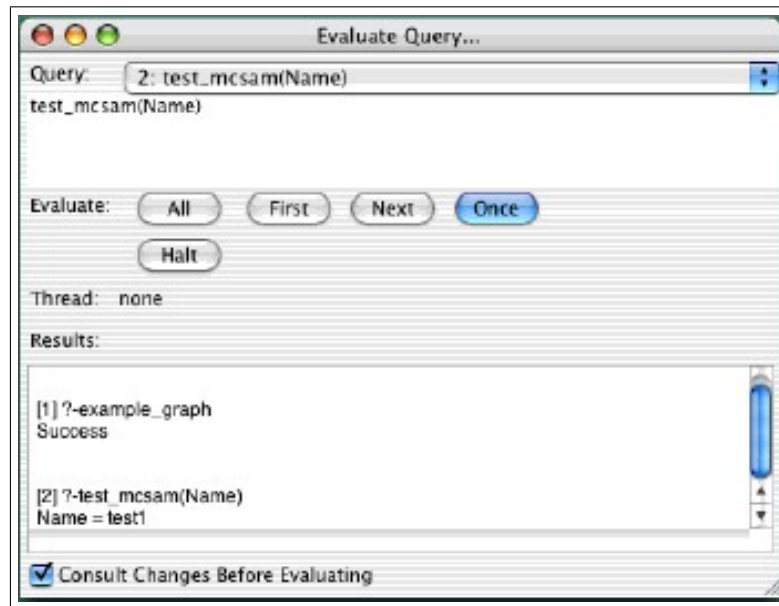 Evaluate Query...
Query: 2: test_mcsam(Name)
test_mcsam(Name)
Evaluate: All First Next Once
Halt
Thread: none
Results:
[1] ?-example_graph
Success
[2] ?-test_mcsam(Name)
Name = test1
Consult Changes Before Evaluating